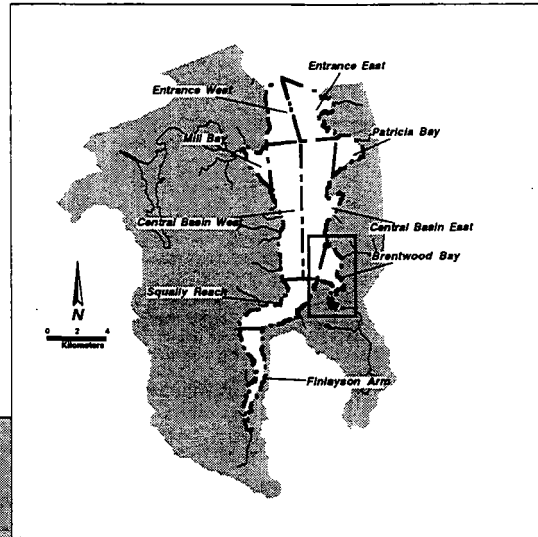 Entrance East
Entrance West
Patricia Bay
Mill Bay
Central Basin West
Central Basin East
Brentwood Bay
Squally Reach
N
0 2 4
Kilometers
Finlayson Arm